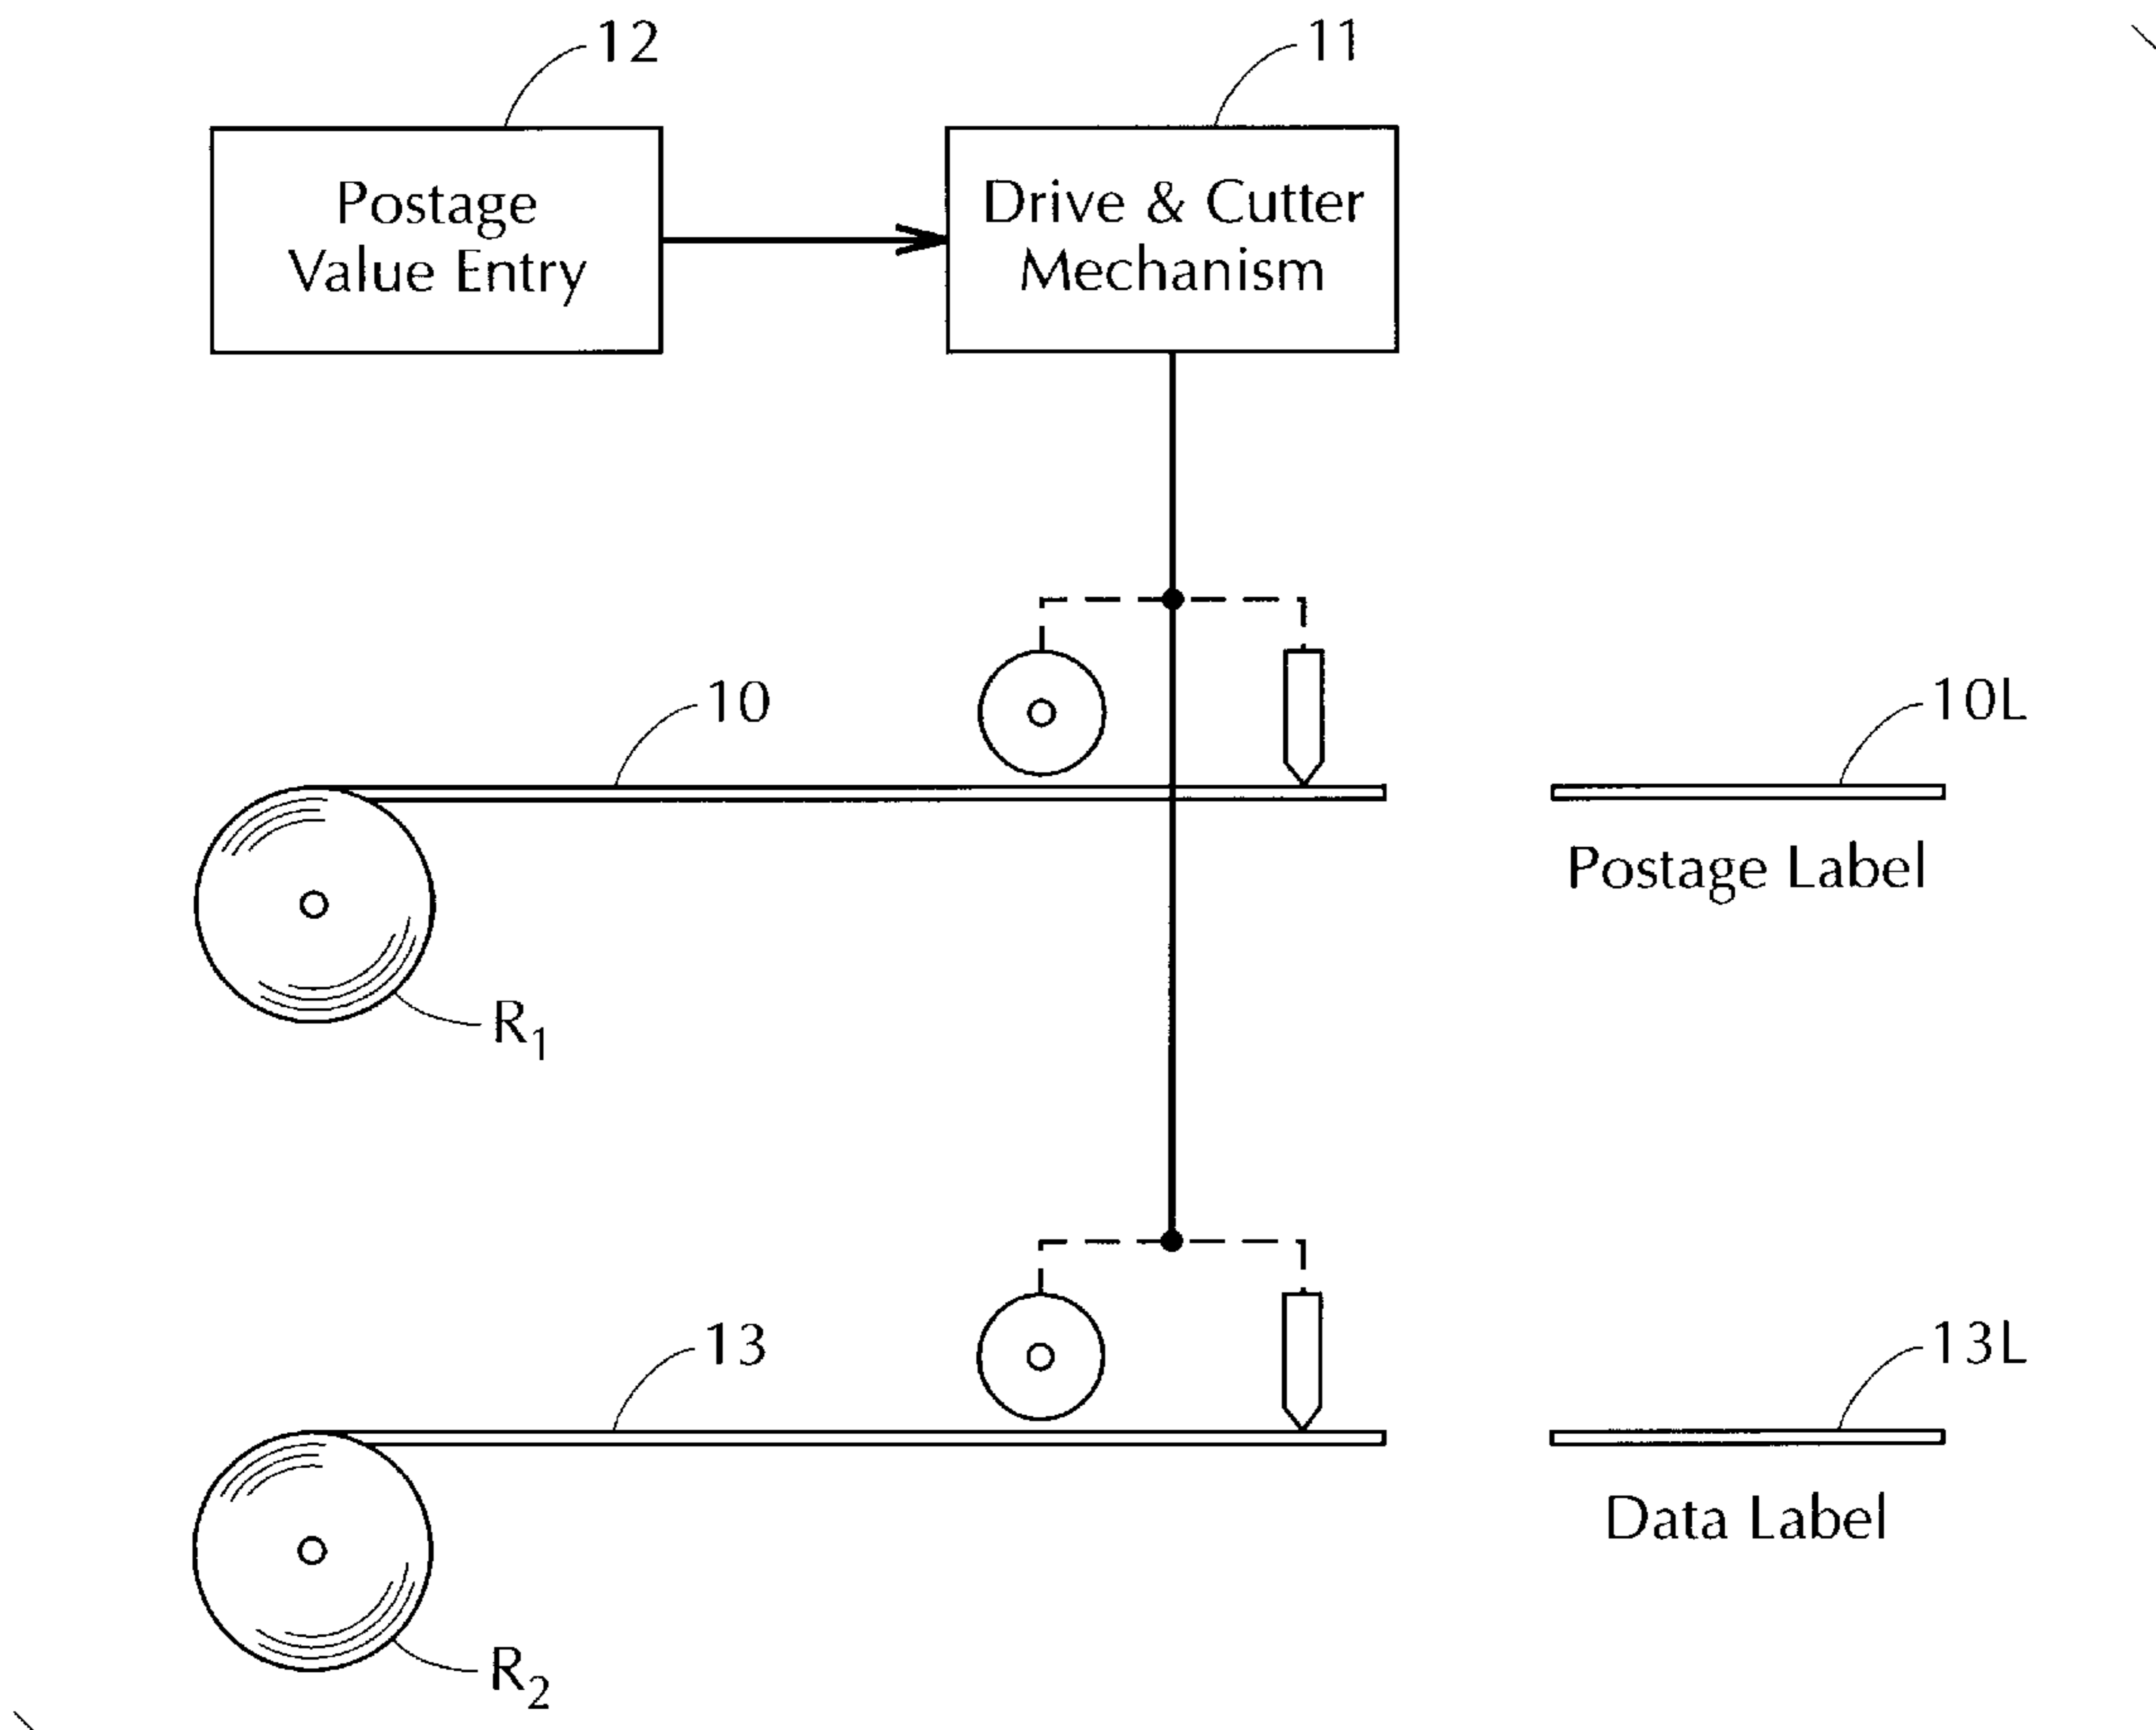 12
11
Postage
Value Entry
Drive & Cutter
Mechanism
10
10L
Postage Label
R1
13
13L
Data Label
R2